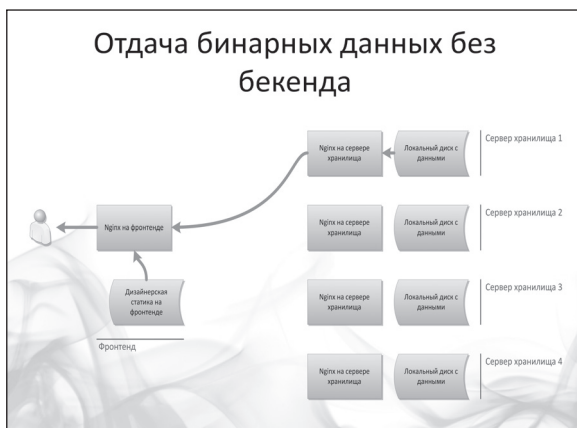 Отдача бинарных данных без
бекенда
Nginx на сервере
хранилища
Локальный диск с
данными
Сервер хранилища 1
Nginx на фронтенде
Nginx на сервере
хранилища
Локальный диск с
данными
Сервер хранилища 2
Дизайнерская
статика на
фронтенде
Фронтенд
Nginx на сервере
хранилища
Локальный диск с
данными
Сервер хранилища 3
Nginx на сервере
хранилища
Локальный диск с
данными
Сервер хранилища 4